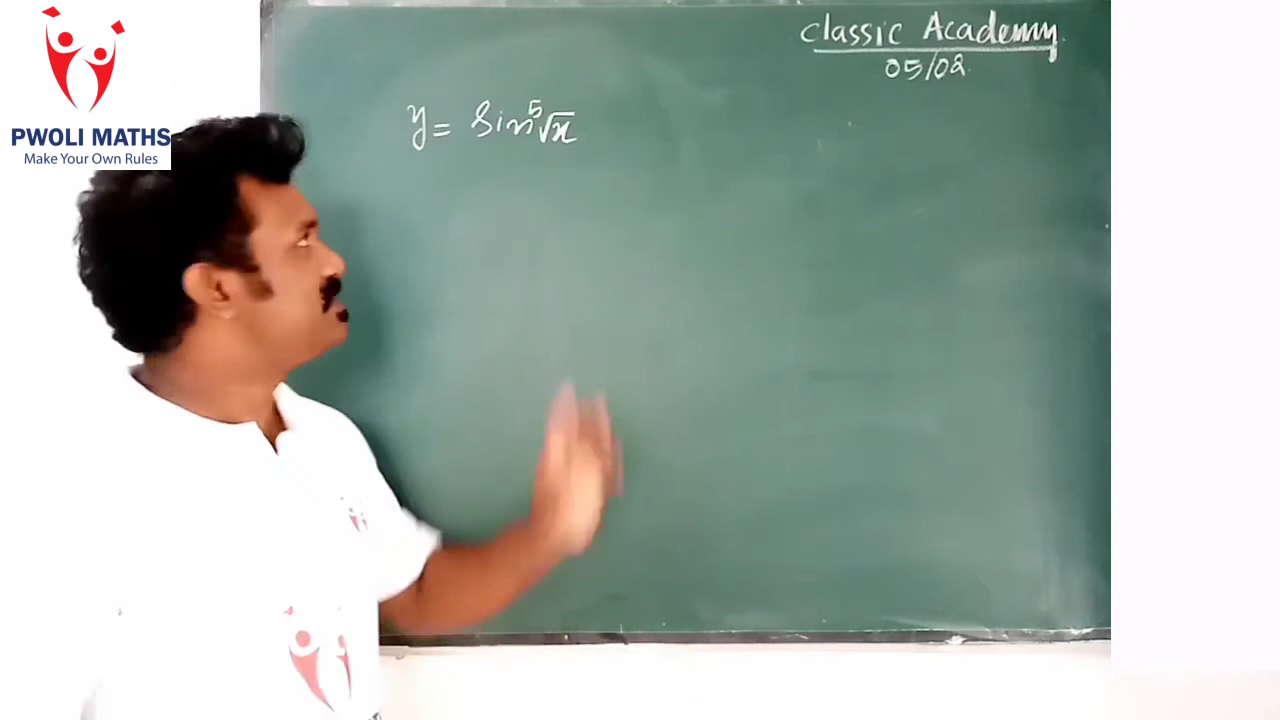 PWOLI MATHS
Make Your Own Rules
Classic Academy
05/02
y = Sin⁵√x